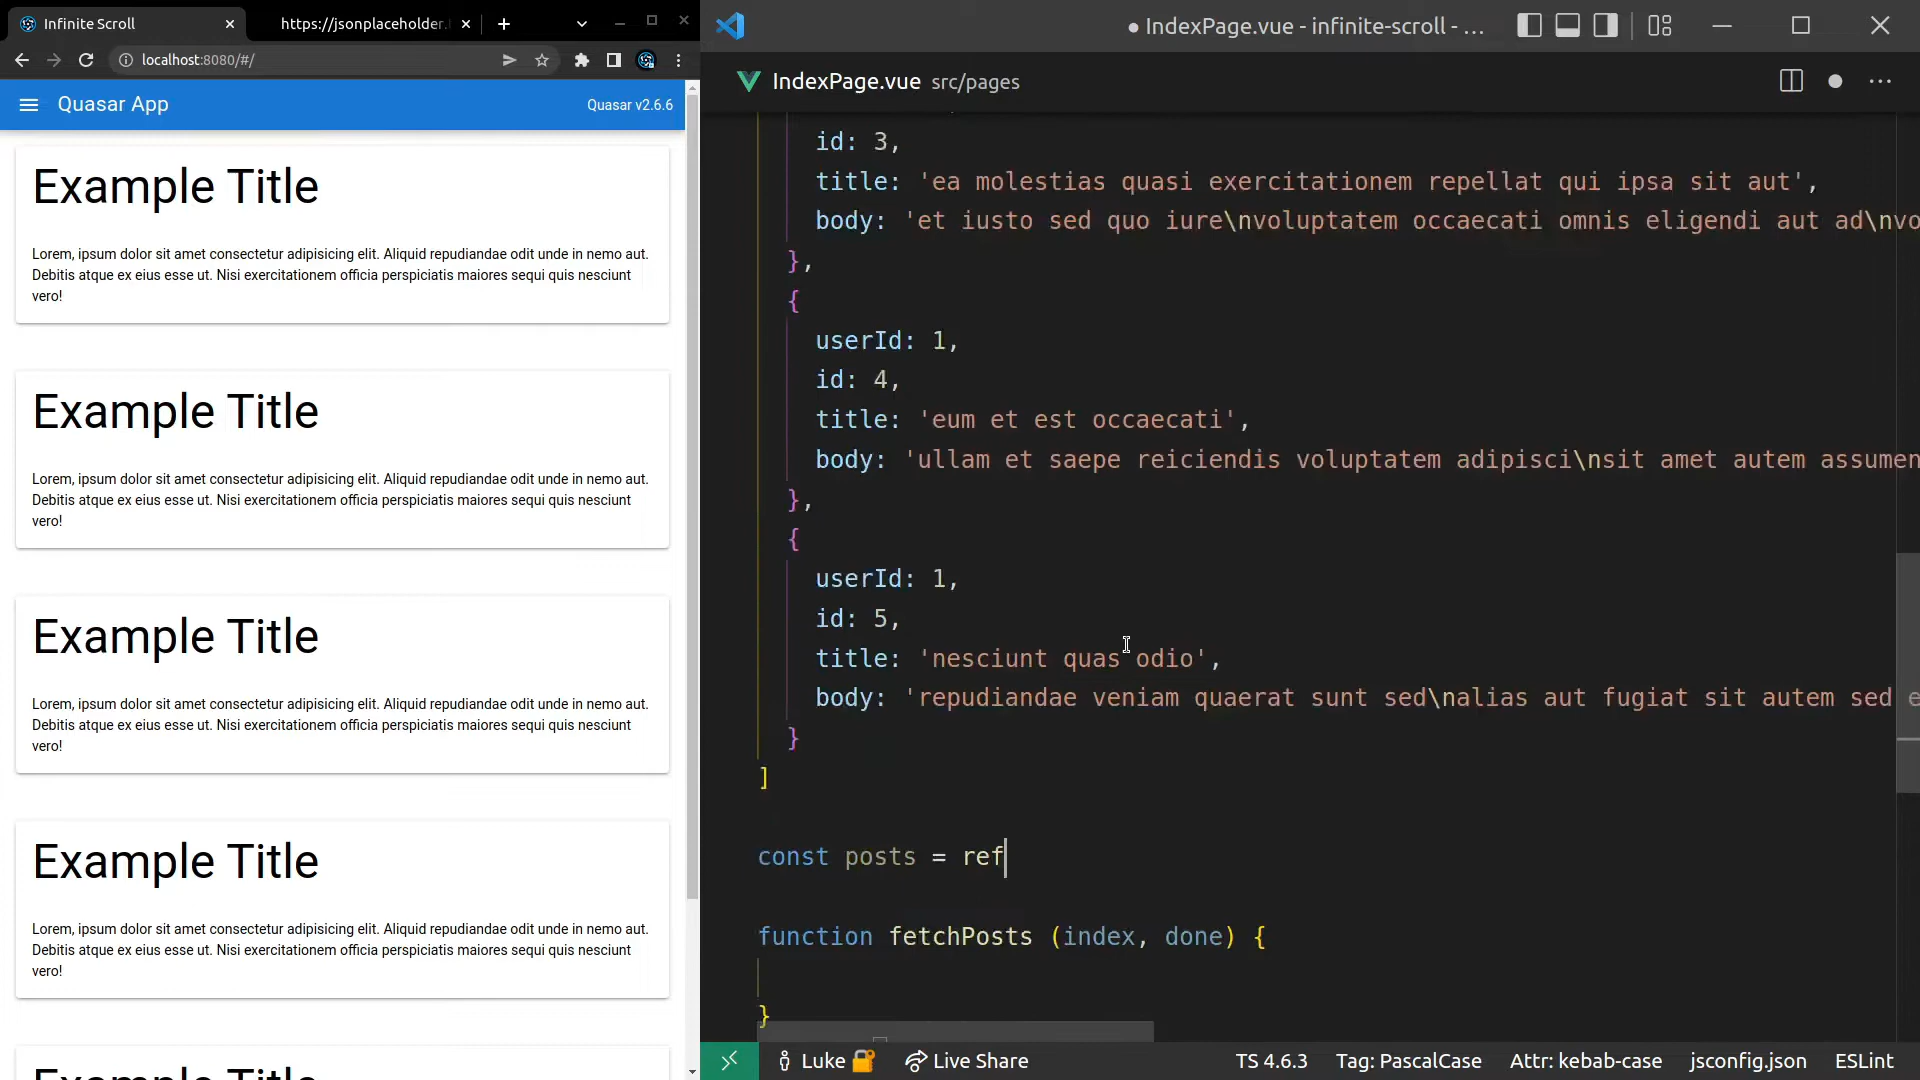 Infinite Scroll
https://jsonplaceholder.
localhost:8080/#/
Quasar App
Quasar v2.6.6
Example Title
Lorem, ipsum dolor sit amet consectetur adipisicing elit. Aliquid repudiandae odit unde in nemo aut.
Debitis atque ex eius esse ut. Nisi exercitationem officia perspiciatis maiores sequi quis nesciunt
vero!
Example Title
Lorem, ipsum dolor sit amet consectetur adipisicing elit. Aliquid repudiandae odit unde in nemo aut.
Debitis atque ex eius esse ut. Nisi exercitationem officia perspiciatis maiores sequi quis nesciunt
vero!
Example Title
Lorem, ipsum dolor sit amet consectetur adipisicing elit. Aliquid repudiandae odit unde in nemo aut.
Debitis atque ex eius esse ut. Nisi exercitationem officia perspiciatis maiores sequi quis nesciunt
vero!
Example Title
Lorem, ipsum dolor sit amet consectetur adipisicing elit. Aliquid repudiandae odit unde in nemo aut.
Debitis atque ex eius esse ut. Nisi exercitationem officia perspiciatis maiores sequi quis nesciunt
vero!
Example Title
● IndexPage.vue - infinite-scroll - ...
IndexPage.vue src/pages
id: 3,
title: 'ea molestias quasi exercitationem repellat qui ipsa sit aut',
body: 'et iusto sed quo iure\nvoluptatem occaecati omnis eligendi aut ad\nvo
},
{
userId: 1,
id: 4,
title: 'eum et est occaecati',
body: 'ullam et saepe reiciendis voluptatem adipisci\nsit amet autem assumen
},
{
userId: 1,
id: 5,
title: 'nesciunt quas odio',
body: 'repudiandae veniam quaerat sunt sed\nalias aut fugiat sit autem sed e
}
]
const posts = ref
function fetchPosts (index, done) {
}
Luke 🔒 Live Share
TS 4.6.3 Tag: PascalCase Attr: kebab-case jsconfig.json ESLint